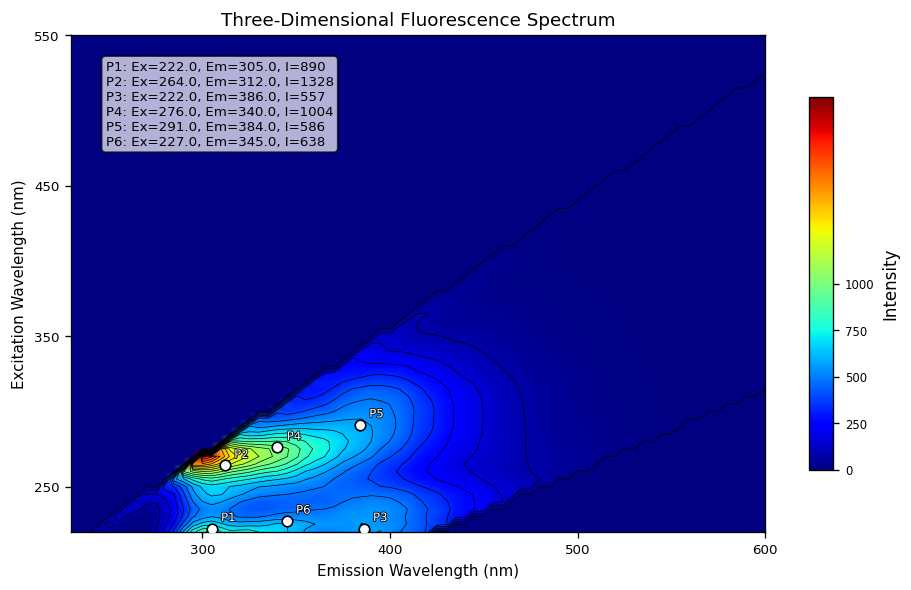 Three-Dimensional Fluorescence Spectrum
550
450
350
250
Excitation Wavelength (nm)
P1: Ex=222.0, Em=305.0, I=890
P2: Ex=264.0, Em=312.0, I=1328
P3: Ex=222.0, Em=386.0, I=557
P4: Ex=276.0, Em=340.0, I=1004
P5: Ex=291.0, Em=384.0, I=586
P6: Ex=227.0, Em=345.0, I=638
P5
P4
P2
P6
P1
P3
300
400
500
600
Emission Wavelength (nm)
1000
750
500
250
0
Intensity